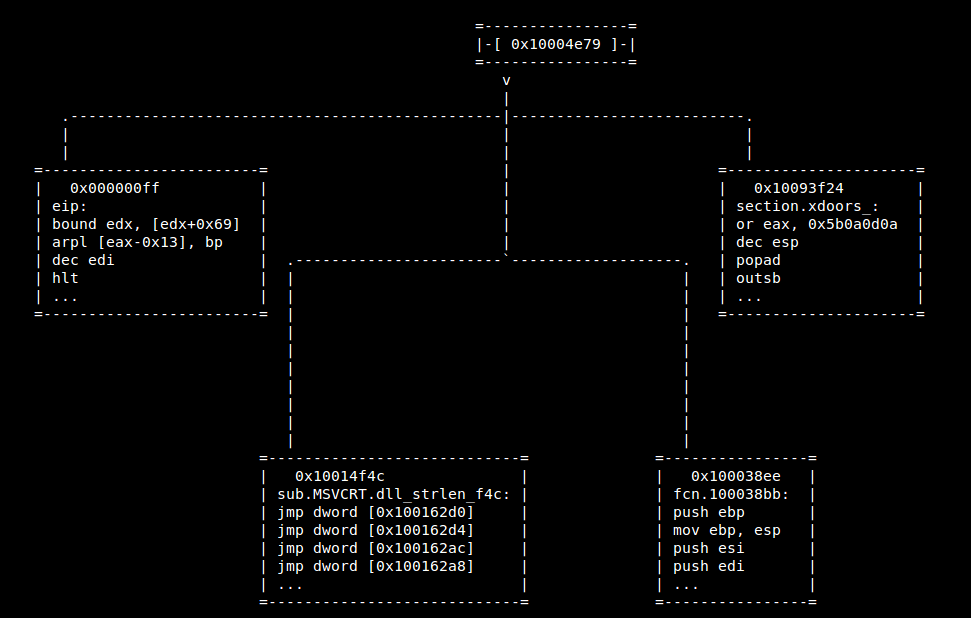 |-[ 0x10004e79 ]-|
0x000000ff
eip:
bound edx, [edx+0x69]
arpl [eax-0x13], bp
dec edi
hlt
...
0x10093f24
section.xdoors_:
or eax, 0x5b0a0d0a
dec esp
popad
outsb
...
0x10014f4c
sub.MSVCRT.dll_strlen_f4c:
jmp dword [0x100162d0]
jmp dword [0x100162d4]
jmp dword [0x100162ac]
jmp dword [0x100162a8]
...
0x100038ee
fcn.100038bb:
push ebp
mov ebp, esp
push esi
push edi
...